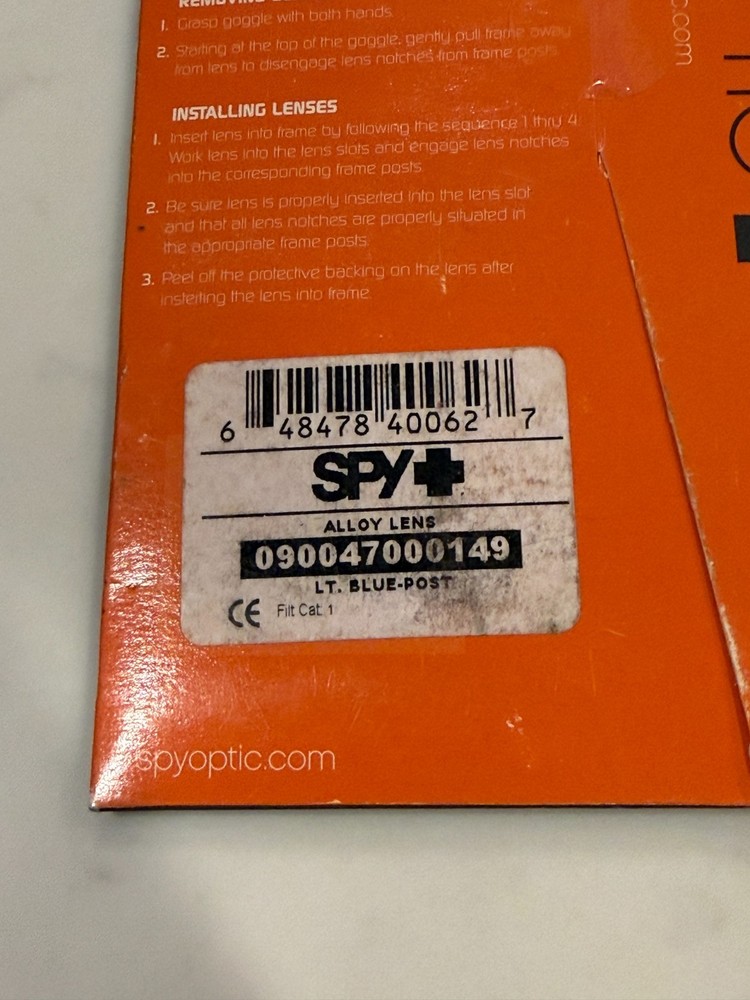 1. Grasp goggle with both hands
2. Starting at the top of the goggle, gently pull frame away
from lens to disengage lens notches from frame posts
INSTALLING LENSES
1. Insert lens into frame by following the sequence 1 thru 4
Work lens into the lens slots and engage lens notches
into the corresponding frame posts
2. Be sure lens is properly inserted into the lens slot
and that all lens notches are properly situated in
the appropriate frame posts
3. Peel off the protective backing on the lens after
insterting the lens into frame.
6 48478 40062 7
SPY
ALLOY LENS
090047000149
LT. BLUE-POST
CE Filt Cat. 1
spyoptic.com
.com